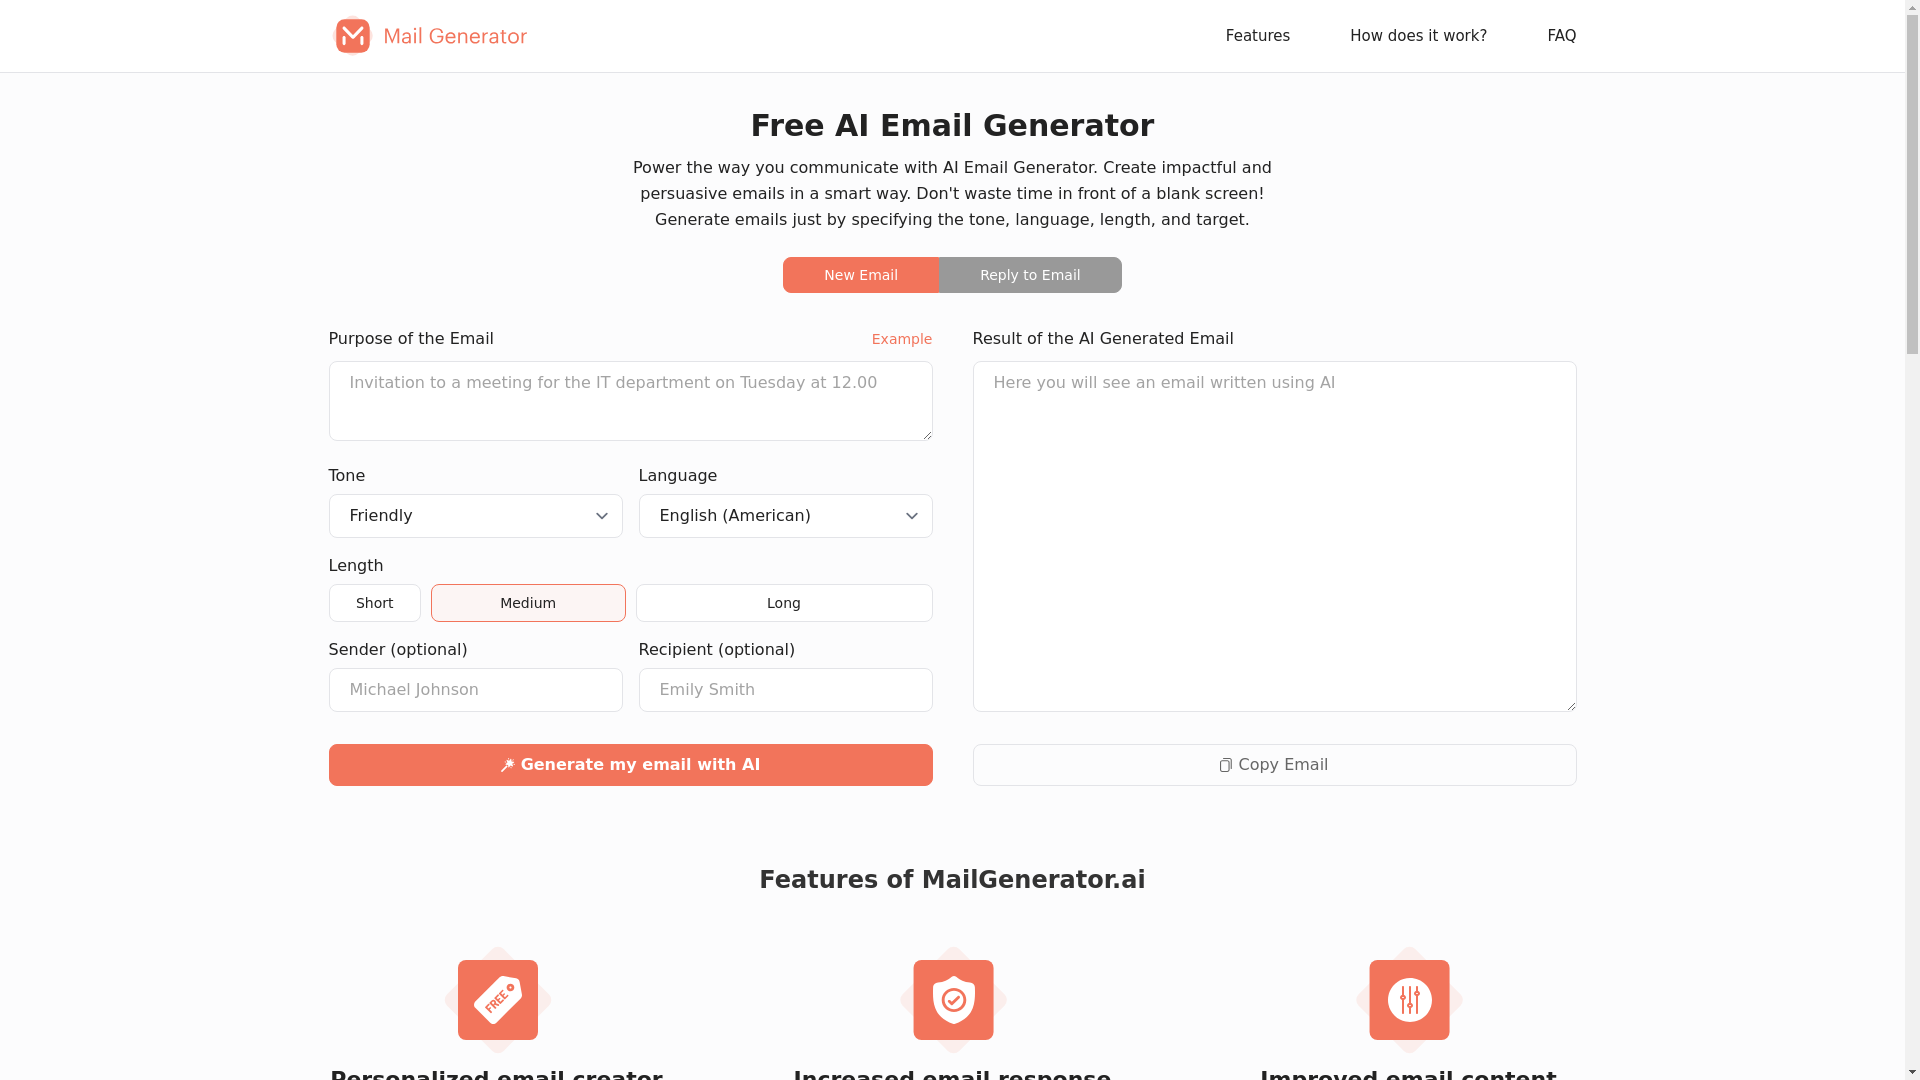 Mail Generator
Features
How does it work?
FAQ
Free AI Email Generator
Power the way you communicate with AI Email Generator. Create impactful and
persuasive emails in a smart way. Don't waste time in front of a blank screen!
Generate emails just by specifying the tone, language, length, and target.
New Email
Reply to Email
Purpose of the Email
Example
Invitation to a meeting for the IT department on Tuesday at 12.00
Tone
Language
Friendly
English (American)
Length
Short
Medium
Long
Sender (optional)
Recipient (optional)
Michael Johnson
Emily Smith
Generate my email with AI
Result of the AI Generated Email
Here you will see an email written using AI
Copy Email
Features of MailGenerator.ai
FREE
Personalized email creator
Increased email response
Improved email content